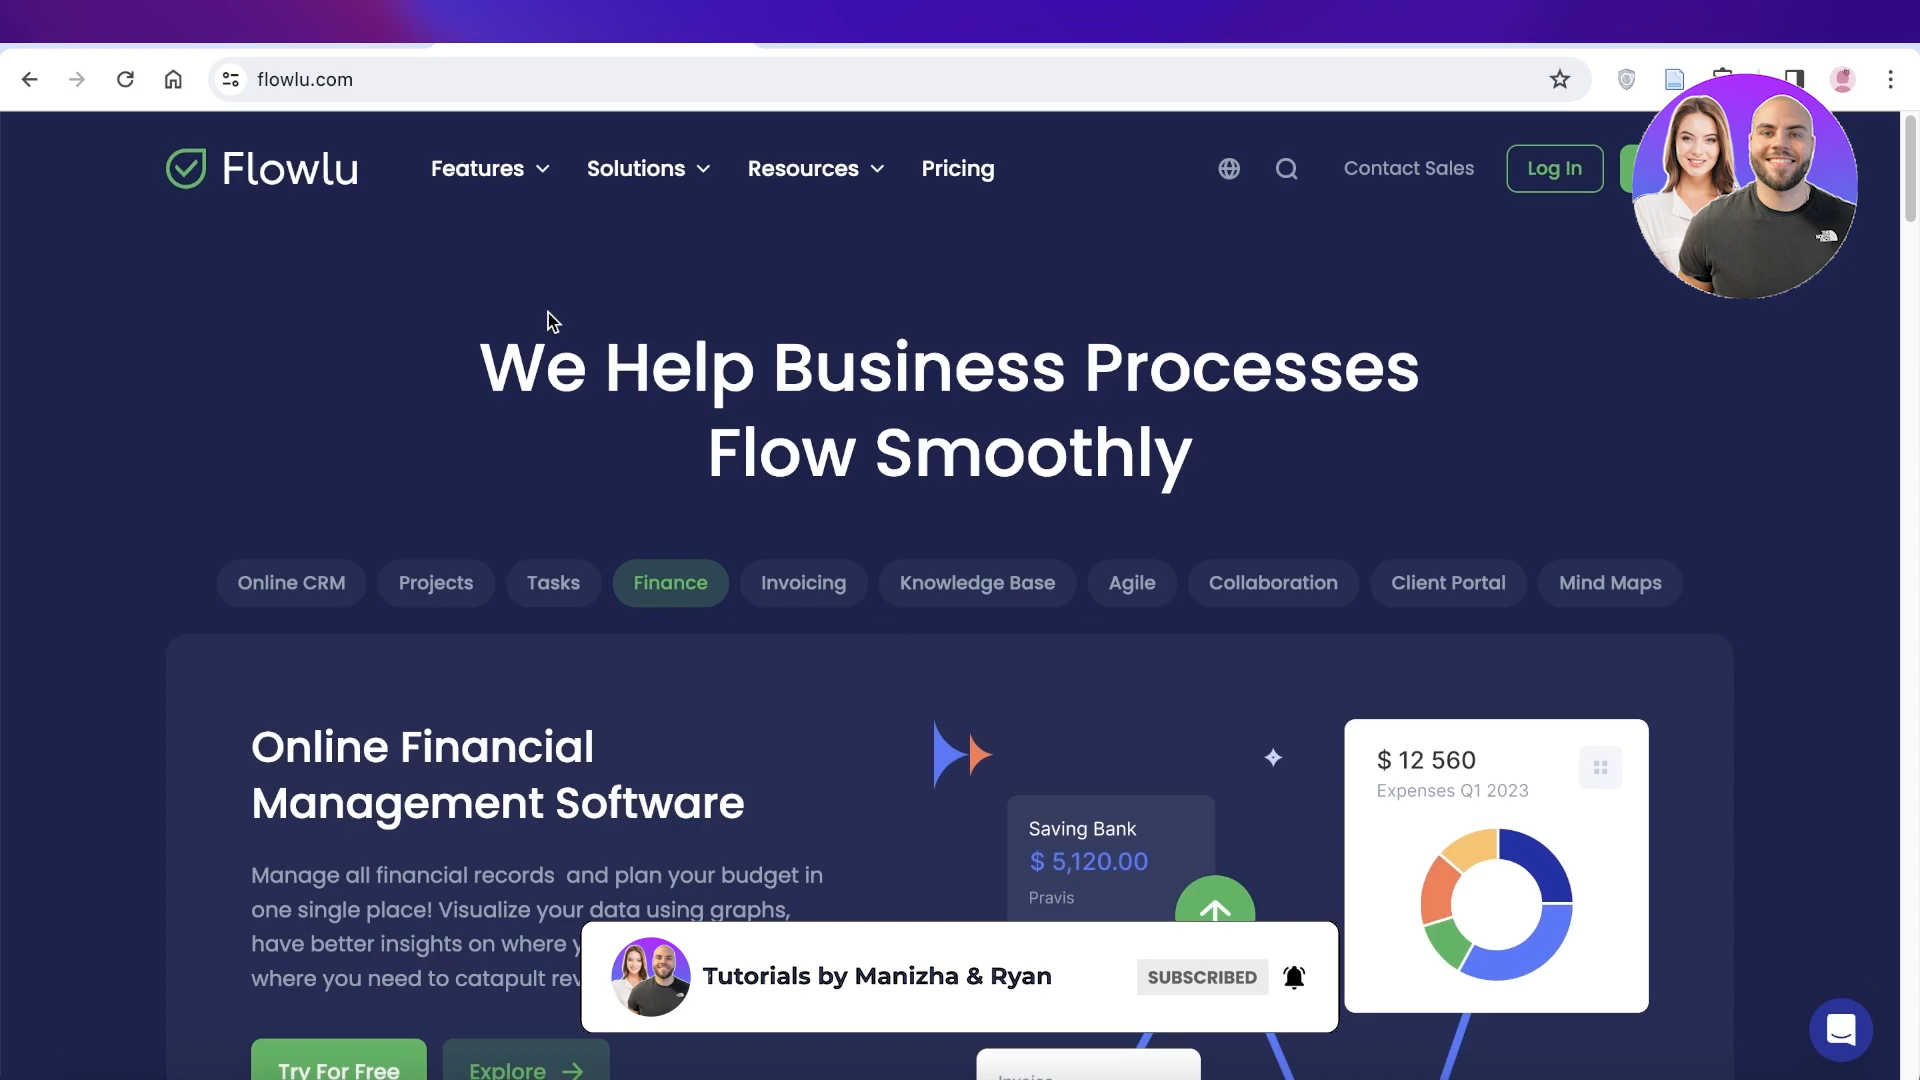 flowlu.com
Flowlu
Features
Solutions
Resources
Pricing
Contact Sales
Log In
We Help Business Processes
Flow Smoothly
Online CRM
Projects
Tasks
Finance
Invoicing
Knowledge Base
Agile
Collaboration
Client Portal
Mind Maps
Online Financial
Management Software
Manage all financial records and plan your budget in
one single place! Visualize your data using graphs,
have better insights on where
where you need to catapult
Try For Free
Explore
Saving Bank
$ 5,120.00
Pravis
$ 12 560
Expenses Q1 2023
Tutorials by Manizha & Ryan
SUBSCRIBED